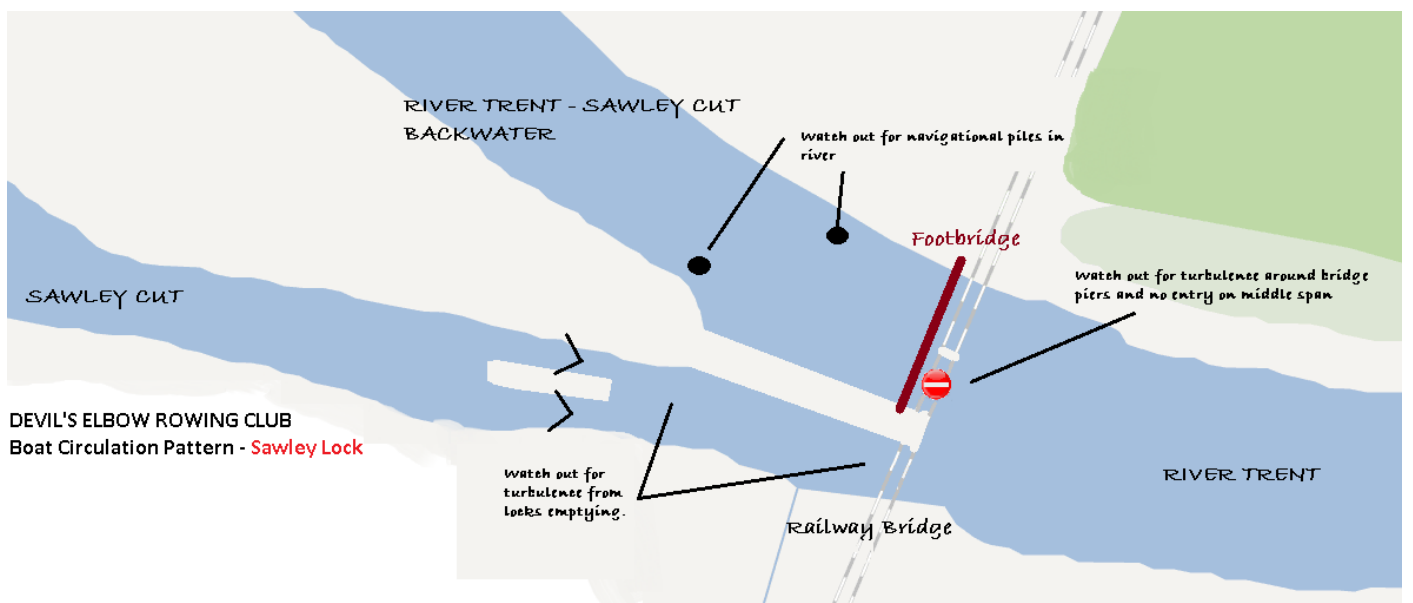 RIVER TRENT - SAWLEY CUT
BACKWATER
Watch out for navigational piles in
river
Footbridge
Watch out for turbulence around bridge
piers and no entry on middle span
SAWLEY CUT
DEVIL'S ELBOW ROWING CLUB
Boat Circulation Pattern - Sawley Lock
Watch out for
turbulence from
locks emptying.
RIVER TRENT
Railway Bridge